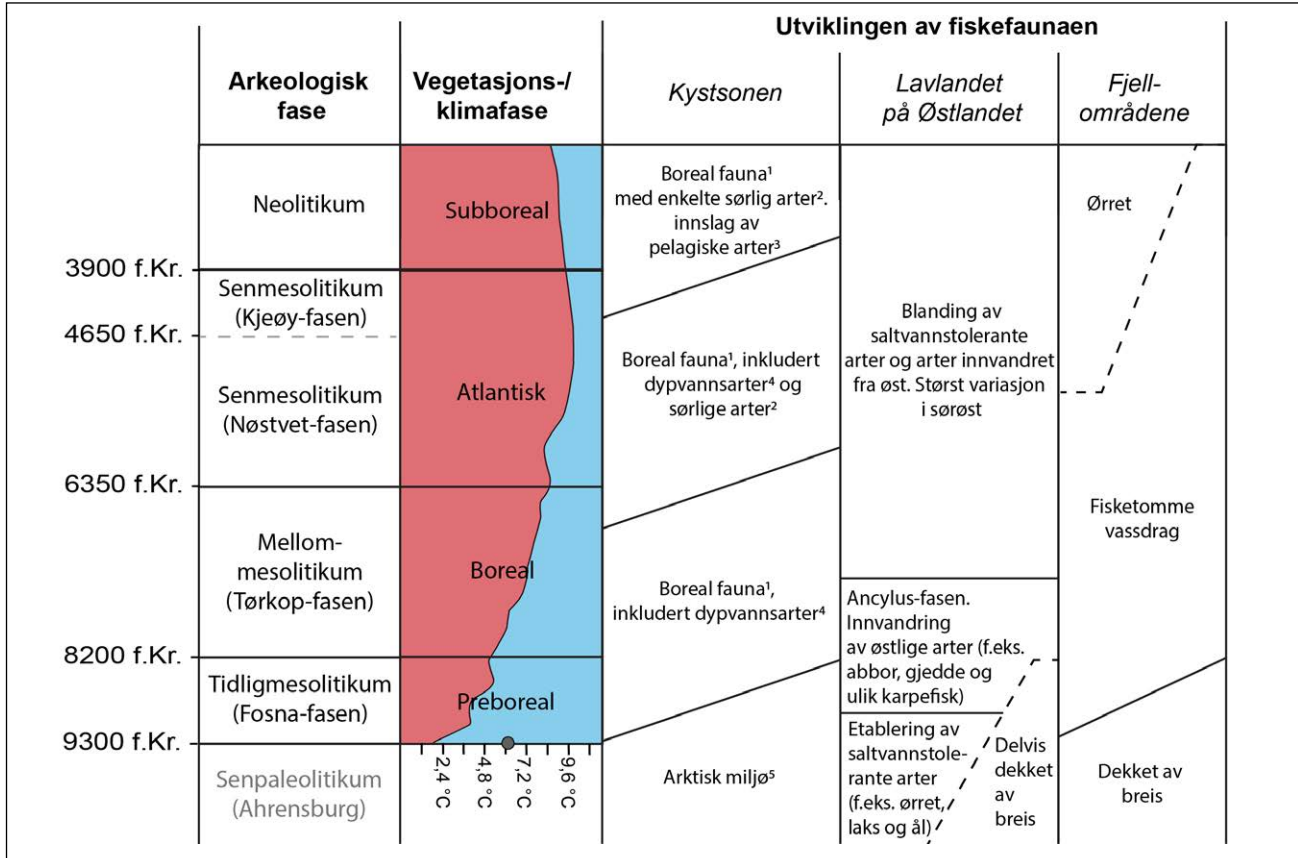 Utviklingen av fiskefaunaen
Arkeologisk
fase
Vegetasjons-/
klimafase
Kystsonen
Lavlandet
på Østlandet
Fjell-
områdene
Neolitikum
Subboreal
Boreal fauna¹
med enkelte sørlig arter².
innslag av
pelagiske arter³
Ørret
3900 f.Kr.
Senmesolitikum
(Kjeøy-fasen)
4650 f.Kr.
Senmesolitikum
(Nøstvet-fasen)
Atlantisk
Boreal fauna¹, inkludert
dypvannsarter⁴ og
sørlige arter²
Blanding av
saltvannstolerante
arter og arter innvandret
fra øst. Størst variasjon
i sørøst
6350 f.Kr.
Mellom-
mesolitikum
(Tørkop-fasen)
Boreal
Boreal fauna¹,
inkludert dypvannsarter⁴
Fisketomme
vassdrag
Ancylus-fasen.
Innvandring
av østlige arter (f.eks.
abbor, gjedde og
ulik karpefisk)
8200 f.Kr.
Tidligmesolitikum
(Fosna-fasen)
Preboreal
9300 f.Kr.
Senpaleolitikum
(Ahrensburg)
2,4 °C
4,8 °C
7,2 °C
9,6 °C
Arktisk miljø⁵
Etablering av
saltvannstole-
rante arter
(f.eks. ørret,
laks og ål)
Delvis
dekket
av
breis
Dekket av
breis